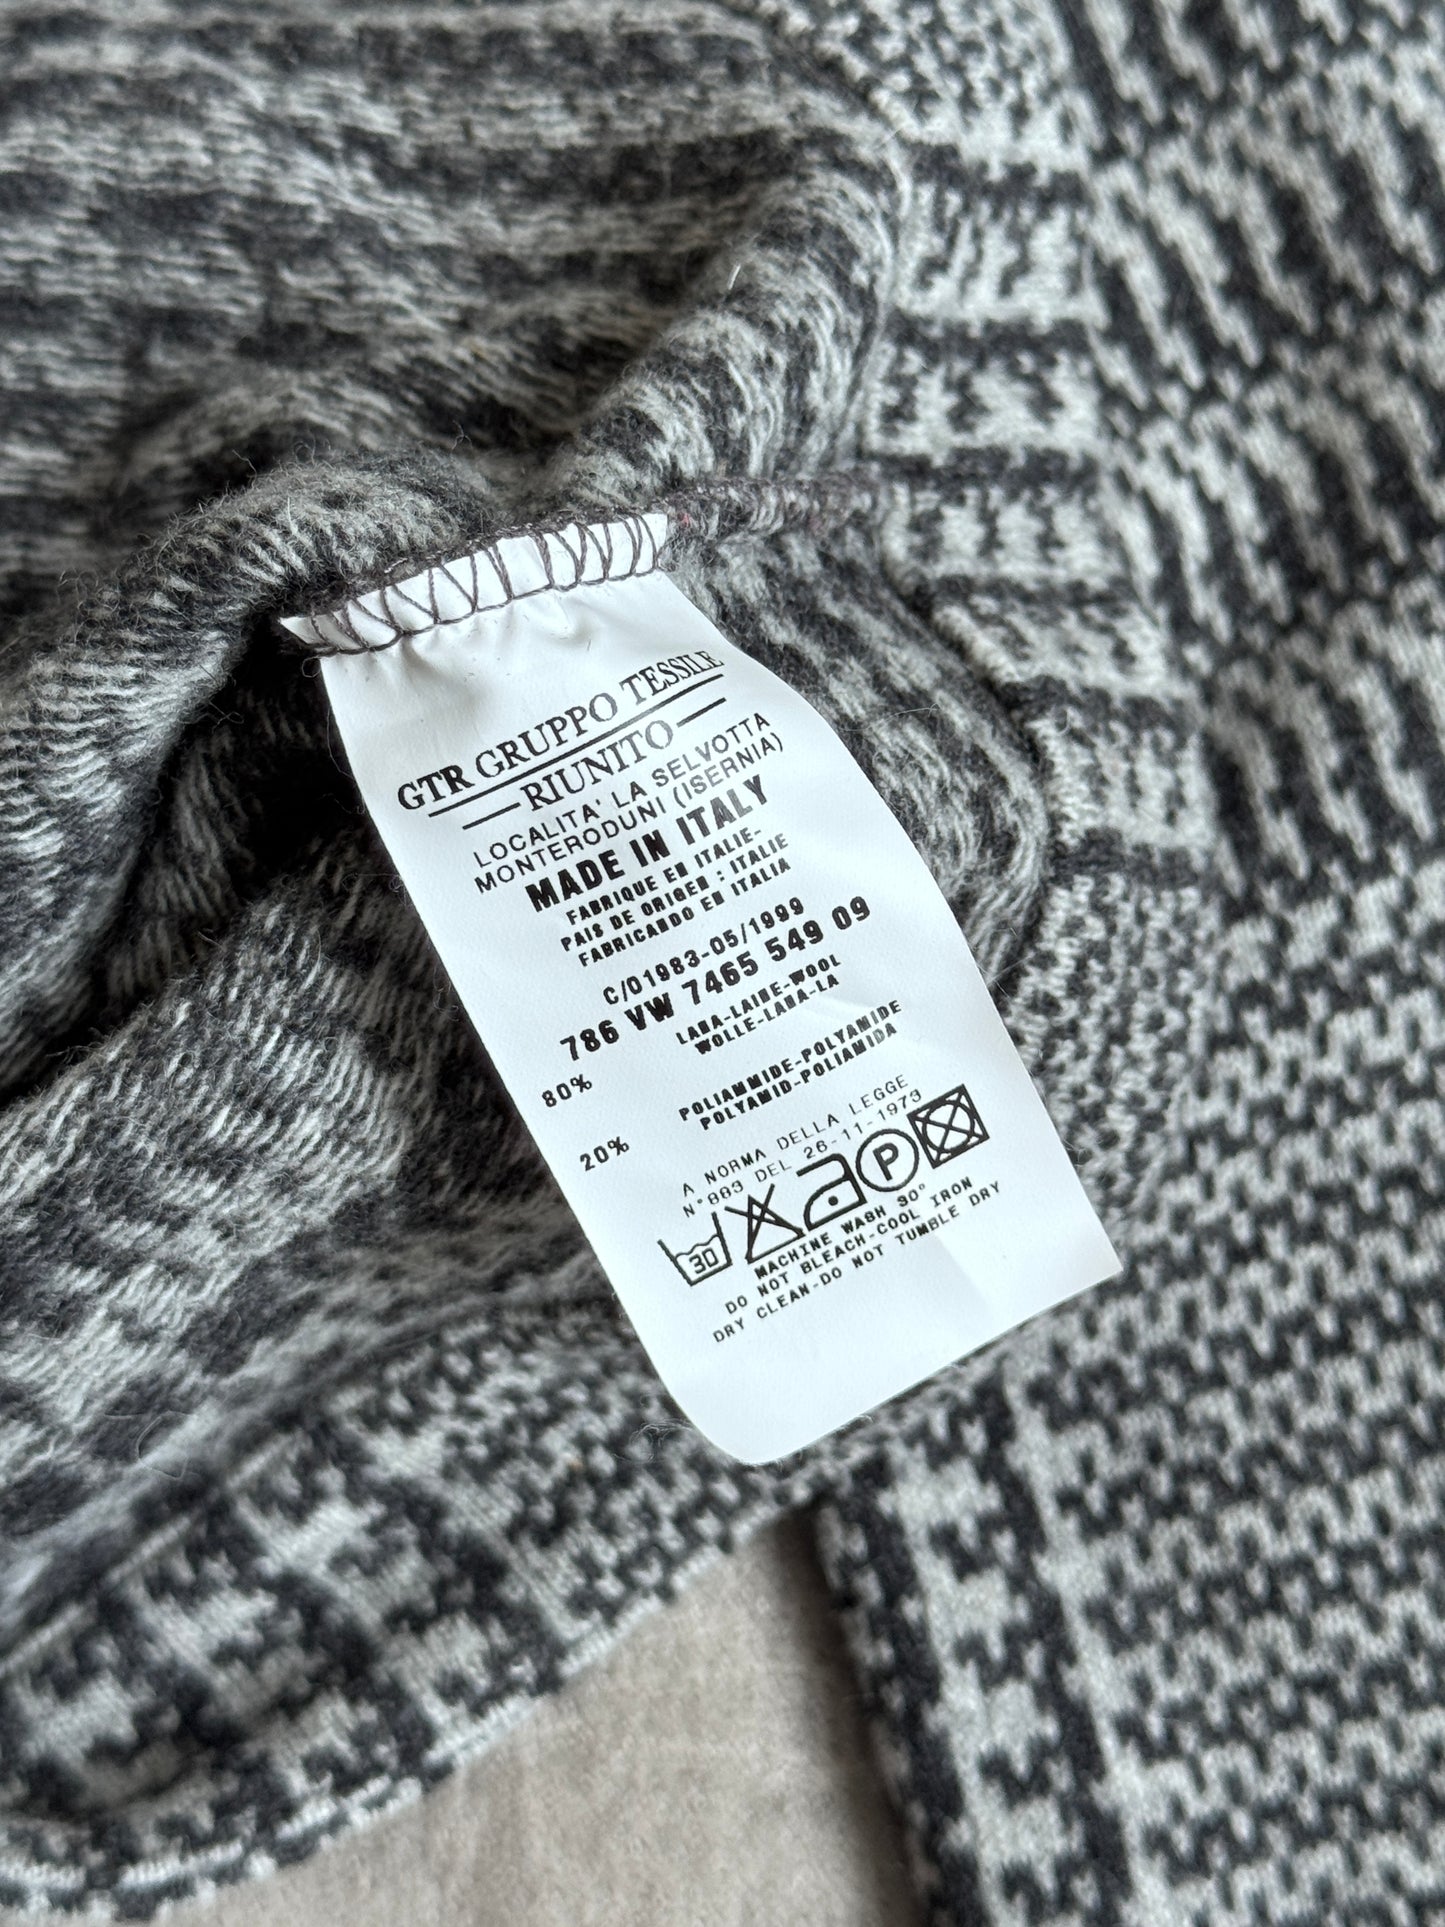 GTR GRUPPO TESSILE
RIUNITO
LOCALITA' LA SELVOTTA
MONTERODUNI (ISERNIA)
MADE IN ITALY
FABRIQUE EN ITALIE-
PAIS DE ORIGEN : ITALIE
FABRICANDO EN ITALIA
C/01983-05/1999
786 VW 7465 549 09
80% LANA-LAINE-WOOL
WOLLE-LANA-LA
20% POLIAMMIDE-POLYAMIDE
POLYAMID-POLIAMIDA
A NORMA DELLA LEGGE
N°883 DEL 26-11-1973
30 P
MACHINE WASH 30°
DO NOT BLEACH-COOL IRON
DRY CLEAN-DO NOT TUMBLE DRY